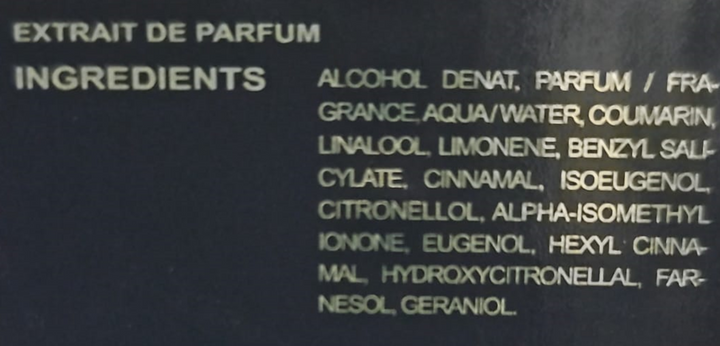 EXTRAIT DE PARFUM
INGREDIENTS
ALCOHOL DENAT, PARFUM / FRA-
GRANCE, AQUA/WATER, COUMARIN,
LINALOOL, LIMONENE, BENZYL SALI-
CYLATE, CINNAMAL, ISOEUGENOL,
CITRONELLOL, ALPHA-ISOMETHYL
IONONE, EUGENOL, HEXYL CINNA-
MAL, HYDROXYCITRONELLAL, FAR-
NESOL, GERANIOL.